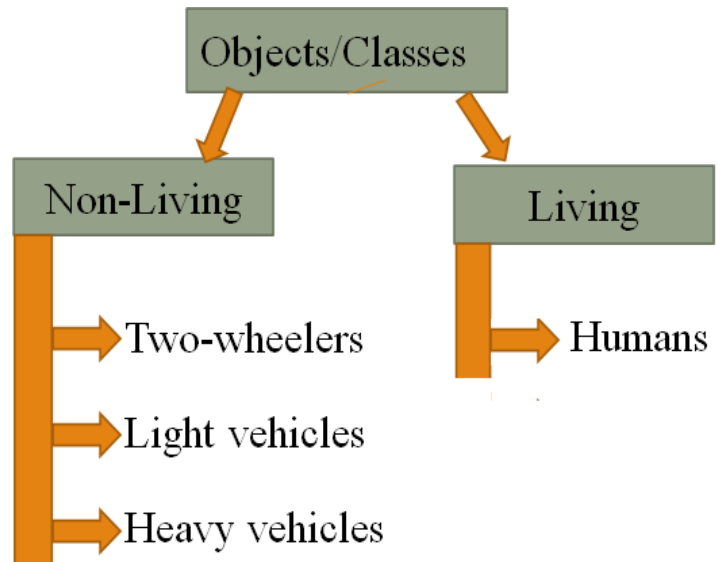 Objects/Classes
Non-Living
Living
Two-wheelers
Humans
Light vehicles
Heavy vehicles